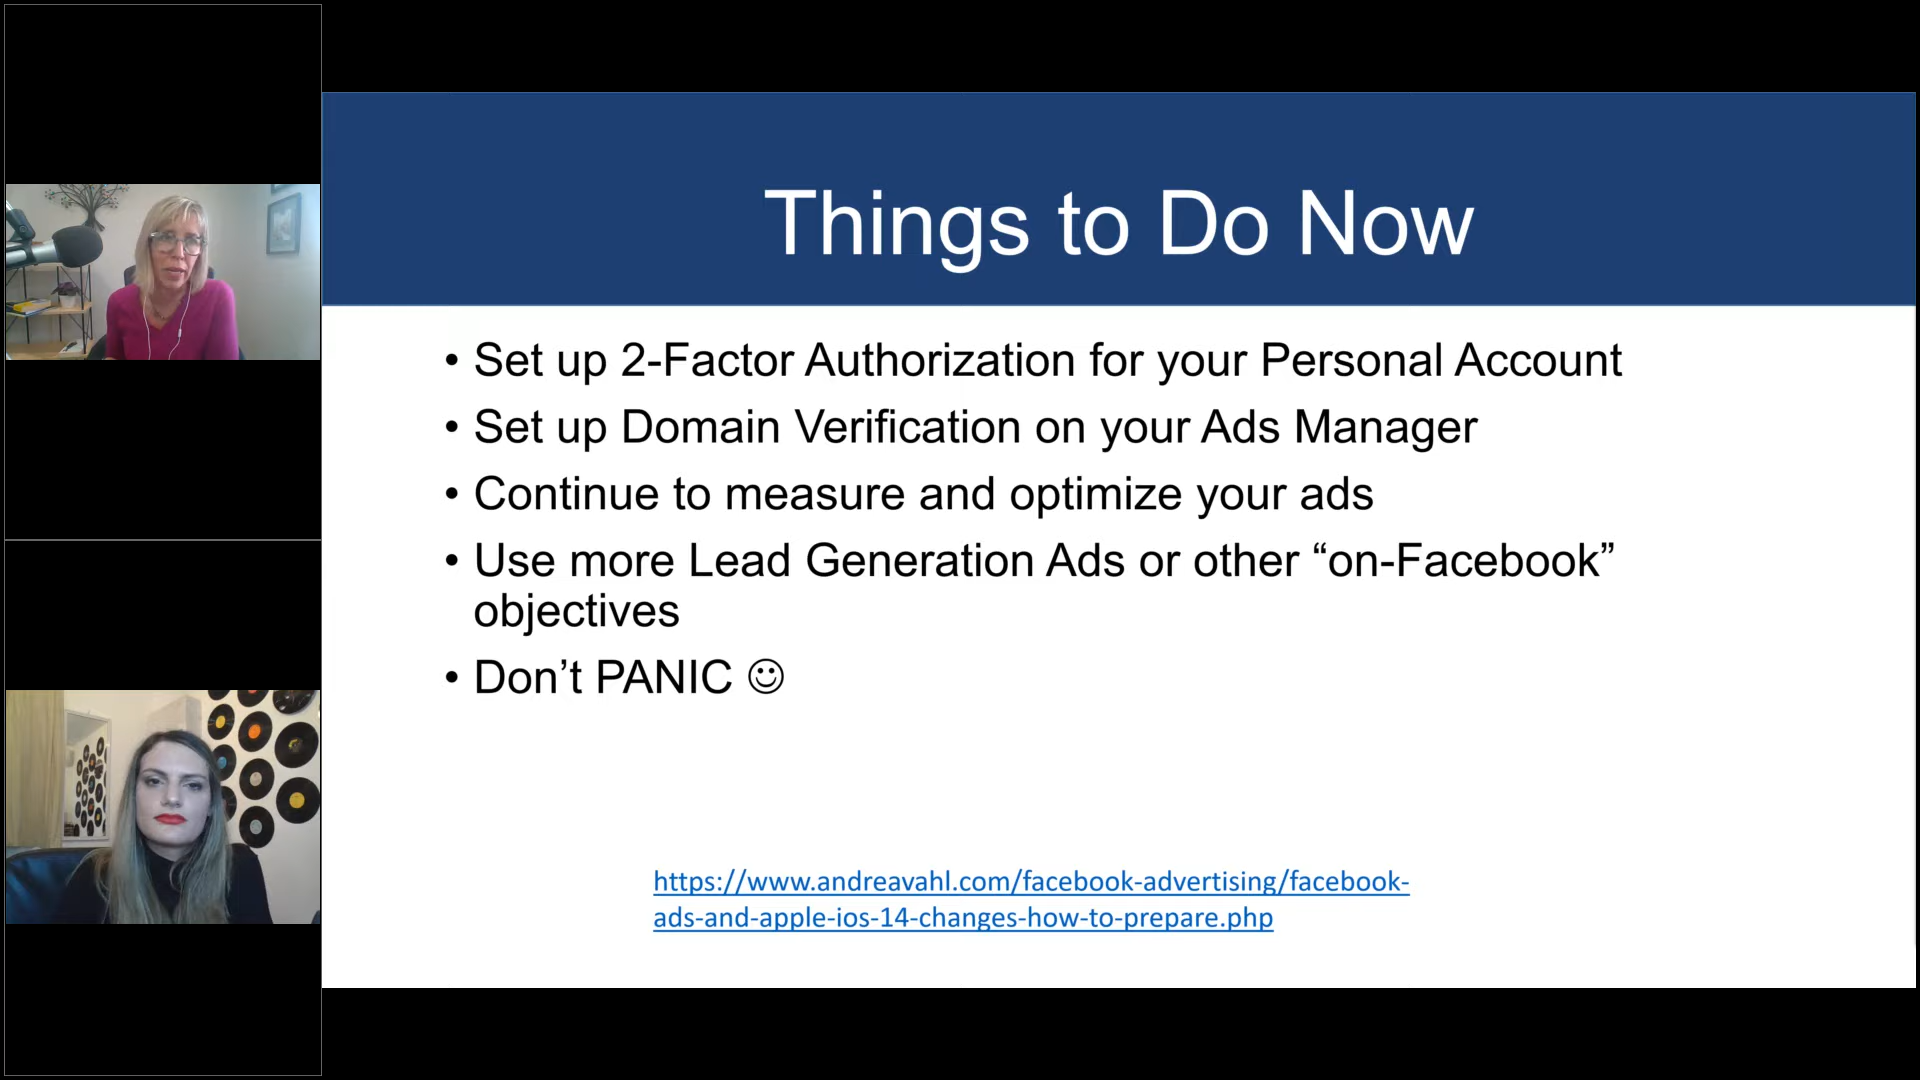 Things to Do Now
• Set up 2-Factor Authorization for your Personal Account
• Set up Domain Verification on your Ads Manager
• Continue to measure and optimize your ads
• Use more Lead Generation Ads or other “on-Facebook”
objectives
• Don’t PANIC ☺
https://www.andreavahl.com/facebook-advertising/facebook-
ads-and-apple-ios-14-changes-how-to-prepare.php